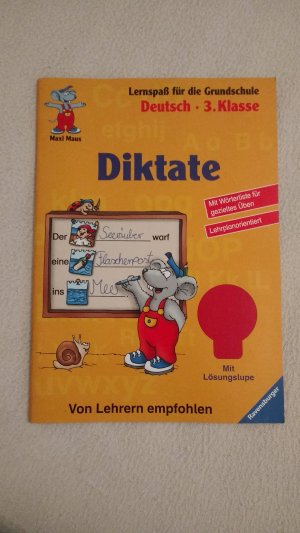 Lernspaß für die Grundschule
Deutsch · 3. Klasse
Maxi Maus
Diktate
Mit Wörterliste für
gezieltes Üben
Lehrplanorientiert
Der Seeräuber warf
eine Flaschenpost
ins Meer
Mit
Lösungslupe
Von Lehrern empfohlen
Ravensburger